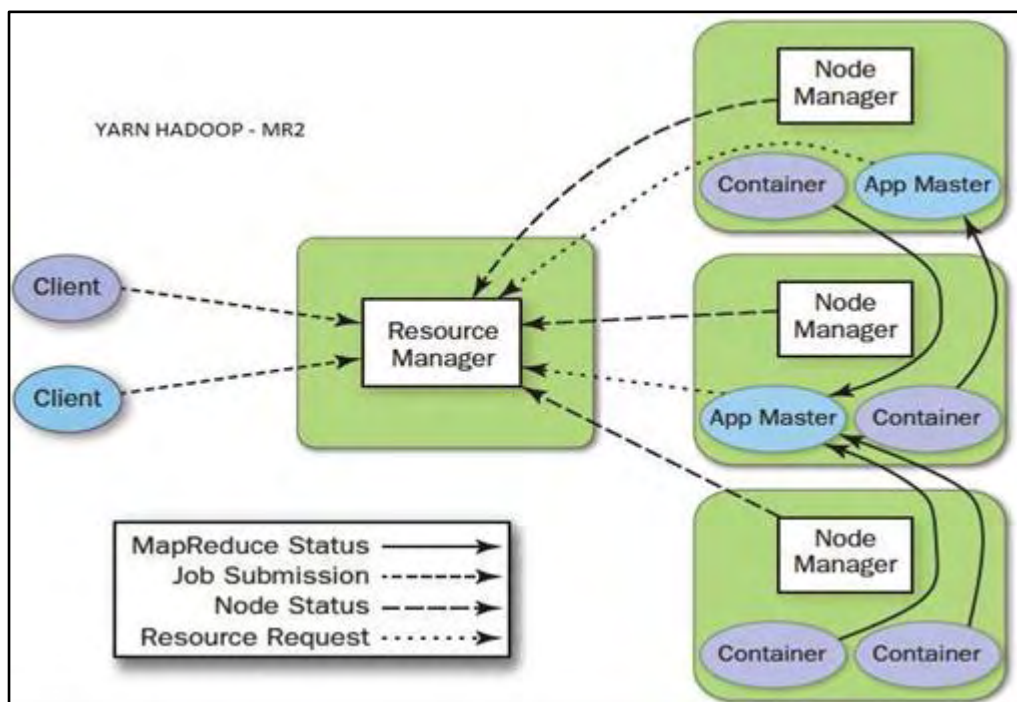 YARN HADOOP - MR2
Client
Client
Resource
Manager
Node
Manager
Container
App Master
Node
Manager
App Master
Container
Node
Manager
Container
Container
MapReduce Status
Job Submission
Node Status
Resource Request